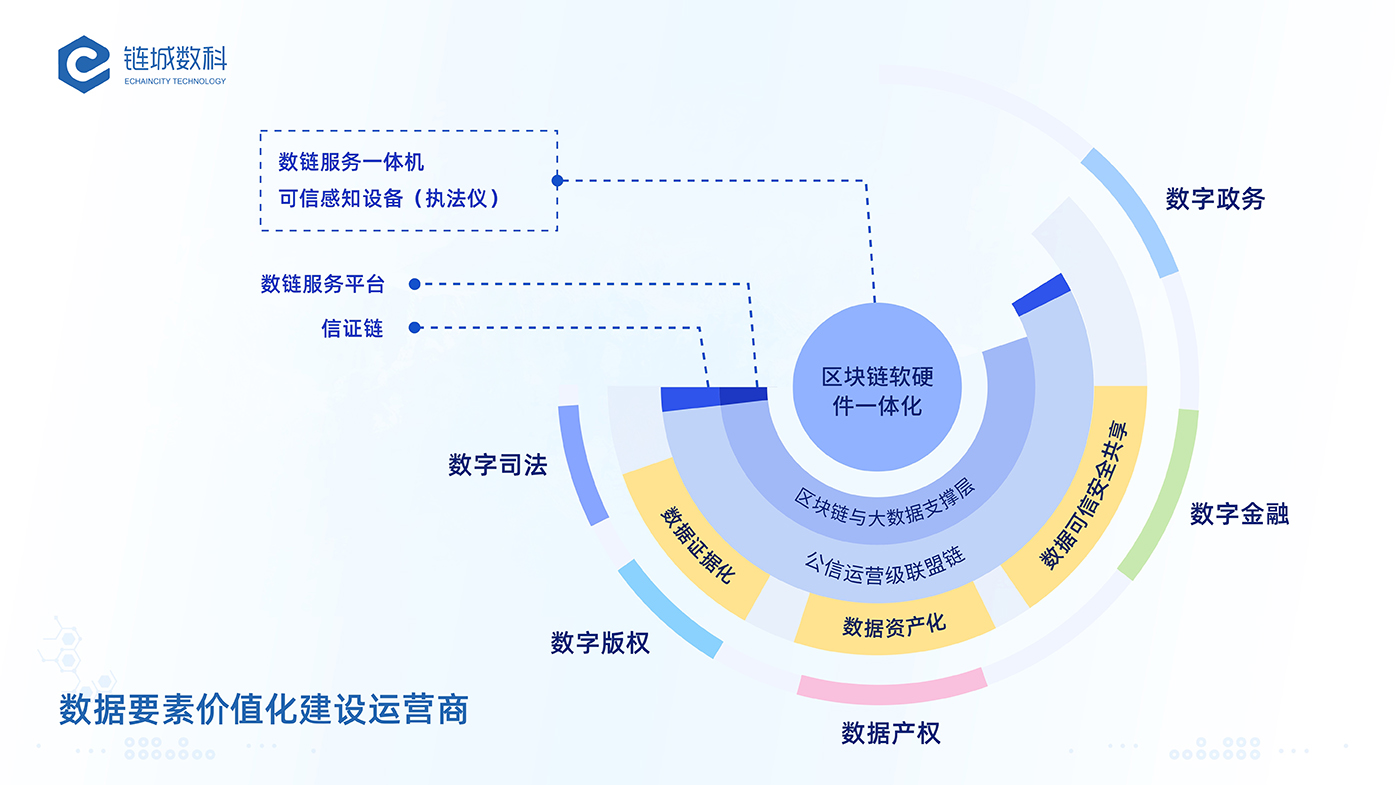 链城数科
ECHAINCITY TECHNOLOGY
数链服务一体机
可信感知设备（执法仪）
数链服务平台
信证链
区块链软硬
件一体化
区块链与大数据支撑层
公信运营级联盟链
数据证据化
数据资产化
数据可信安全共享
数字政务
数字金融
数字司法
数字版权
数据产权
数据要素价值化建设运营商